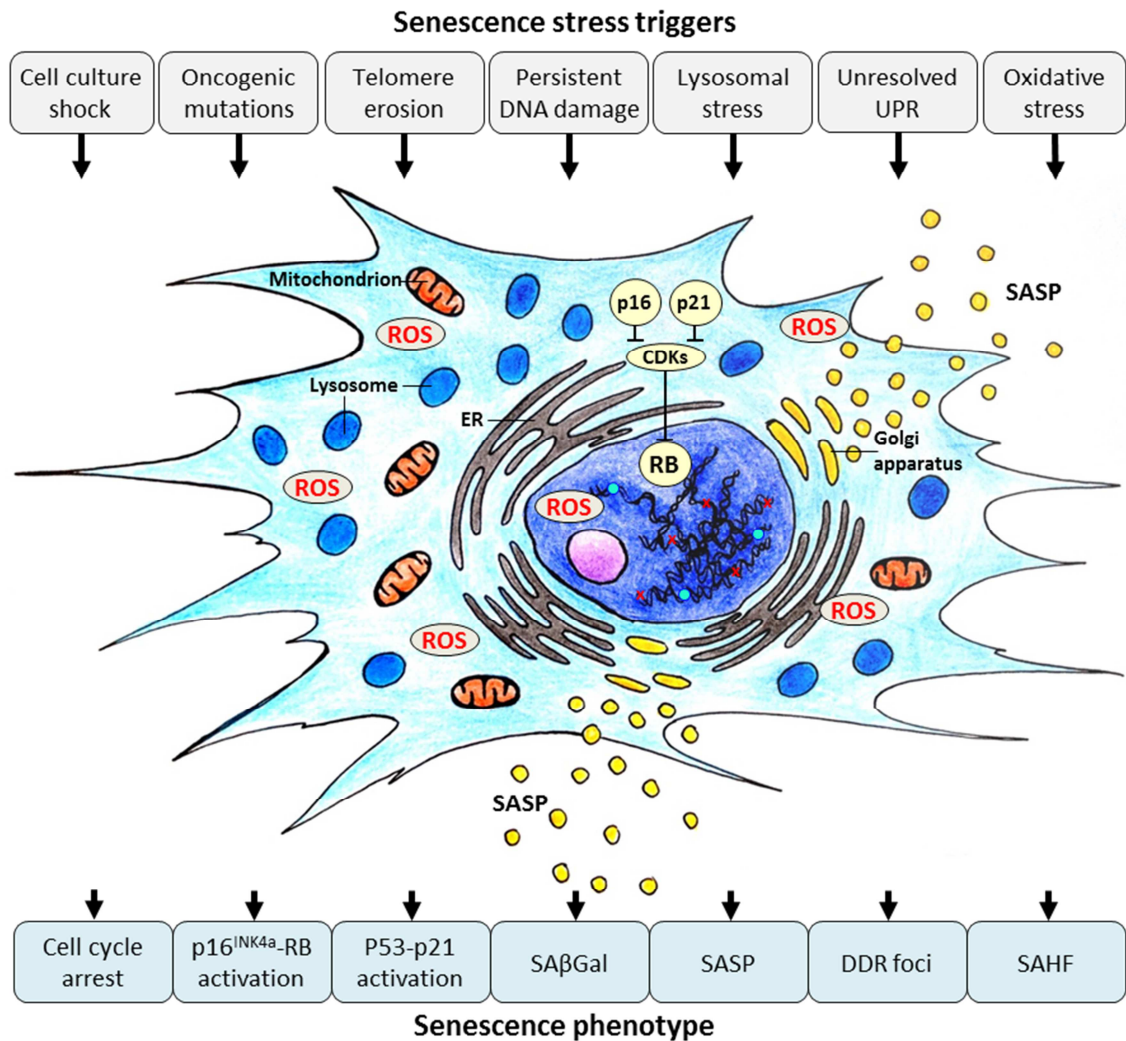 Senescence stress triggers
Cell culture
shock
Oncogenic
mutations
Telomere
erosion
Persistent
DNA damage
Lysosomal
stress
Unresolved
UPR
Oxidative
stress
Mitochondrion
p16
p21
SASP
ROS
ROS
CDKs
Lysosome
ER
Golgi
apparatus
RB
ROS
ROS
ROS
ROS
SASP
Cell cycle
arrest
p16INK4a-RB
activation
P53-p21
activation
SAβGal
SASP
DDR foci
SAHF
Senescence phenotype